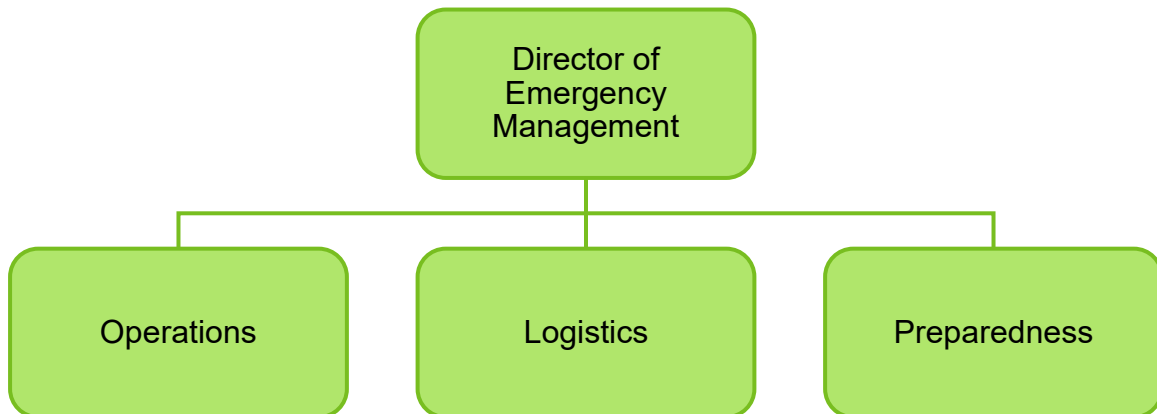 Director of
Emergency
Management
Operations
Logistics
Preparedness